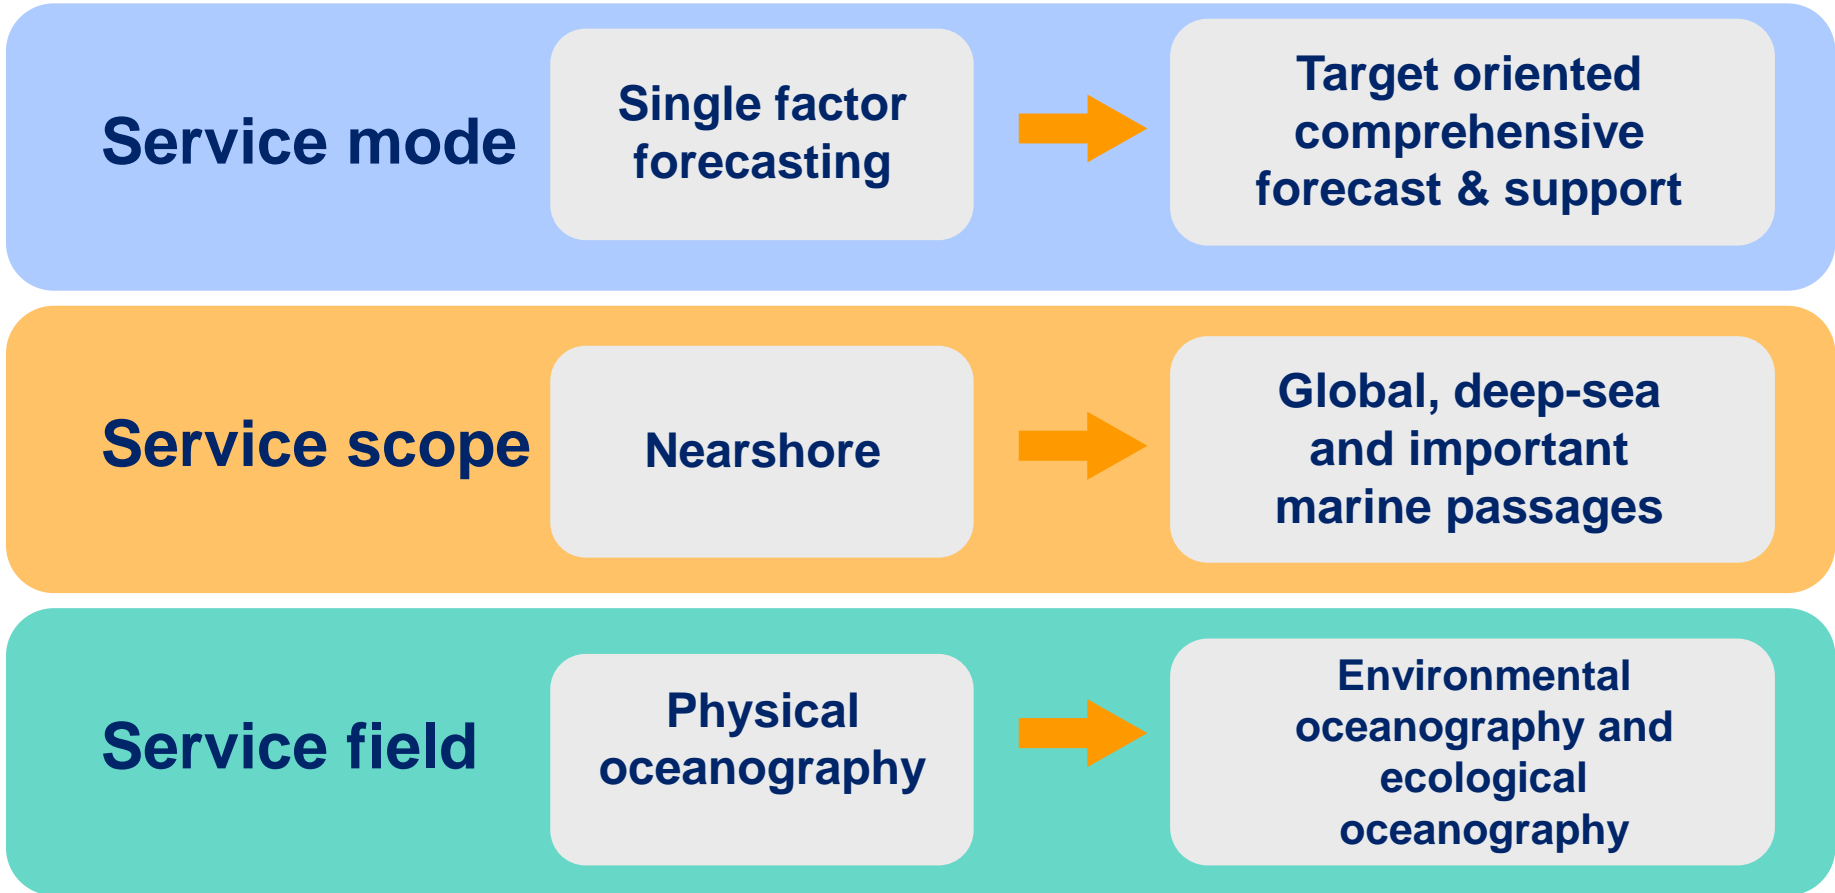 Service mode
Single factor
forecasting
Target oriented
comprehensive
forecast & support
Service scope
Nearshore
Global, deep-sea
and important
marine passages
Service field
Physical
oceanography
Environmental
oceanography and
ecological
oceanography